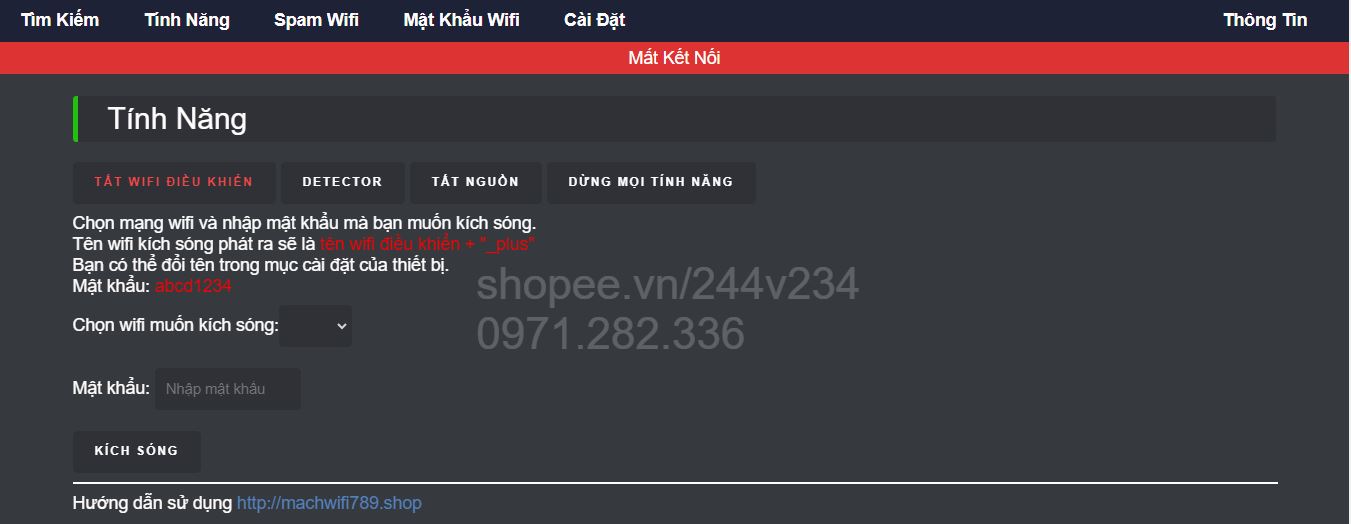 Tìm Kiếm Tính Năng Spam Wifi Mật Khẩu Wifi Cài Đặt Thông Tin
Mất Kết Nối
Tính Năng
TẮT WIFI ĐIỀU KHIỂN DETECTOR TẮT NGUỒN DỪNG MỌI TÍNH NĂNG
Chọn mạng wifi và nhập mật khẩu mà bạn muốn kích sóng.
Tên wifi kích sóng phát ra sẽ là tên wifi điều khiển + "_plus"
Bạn có thể đổi tên trong mục cài đặt của thiết bị.
Mật khẩu: abcd1234
shopee.vn/244v234
0971.282.336
Chọn wifi muốn kích sóng:
Mật khẩu: Nhập mật khẩu
KÍCH SÓNG
Hướng dẫn sử dụng http://machwifi789.shop